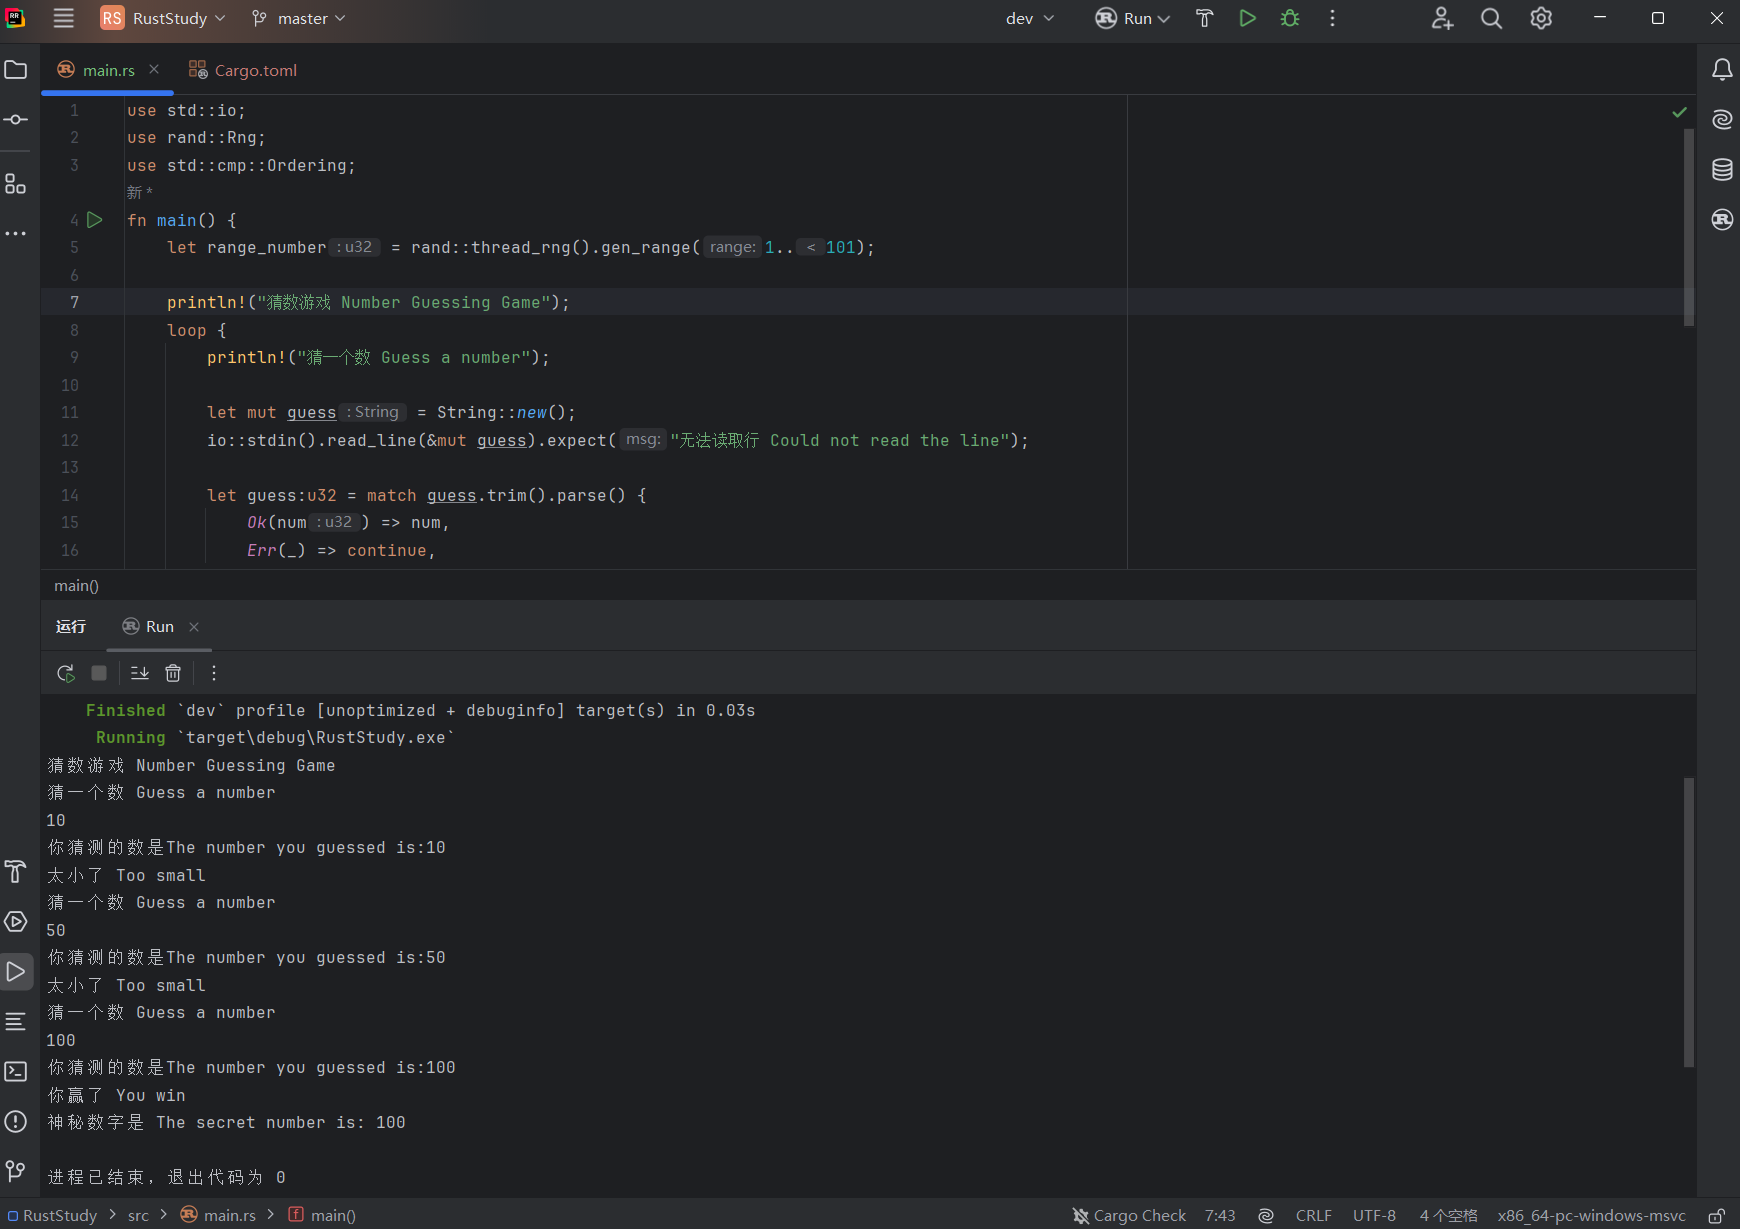 RS RustStudy master dev Run
main.rs Cargo.toml
1 use std::io;
2 use rand::Rng;
3 use std::cmp::Ordering;
新 *
4 fn main() {
5 let range_number : u32 = rand::thread_rng().gen_range( range: 1.. < 101);
6
7 println!("猜数游戏 Number Guessing Game");
8 loop {
9 println!("猜一个数 Guess a number");
10
11 let mut guess : String = String::new();
12 io::stdin().read_line(&mut guess).expect( msg: "无法读取行 Could not read the line");
13
14 let guess:u32 = match guess.trim().parse() {
15 Ok(num : u32 ) => num,
16 Err(_) => continue,
main()
运行 Run
Finished `dev` profile [unoptimized + debuginfo] target(s) in 0.03s
Running `target\debug\RustStudy.exe`
猜数游戏 Number Guessing Game
猜一个数 Guess a number
10
你猜测的数是The number you guessed is:10
太小了 Too small
猜一个数 Guess a number
50
你猜测的数是The number you guessed is:50
太小了 Too small
猜一个数 Guess a number
100
你猜测的数是The number you guessed is:100
你赢了 You win
神秘数字是 The secret number is: 100
进程已结束，退出代码为 0
RustStudy > src > main.rs > main() Cargo Check 7:43 CRLF UTF-8 4 个空格 x86_64-pc-windows-msvc